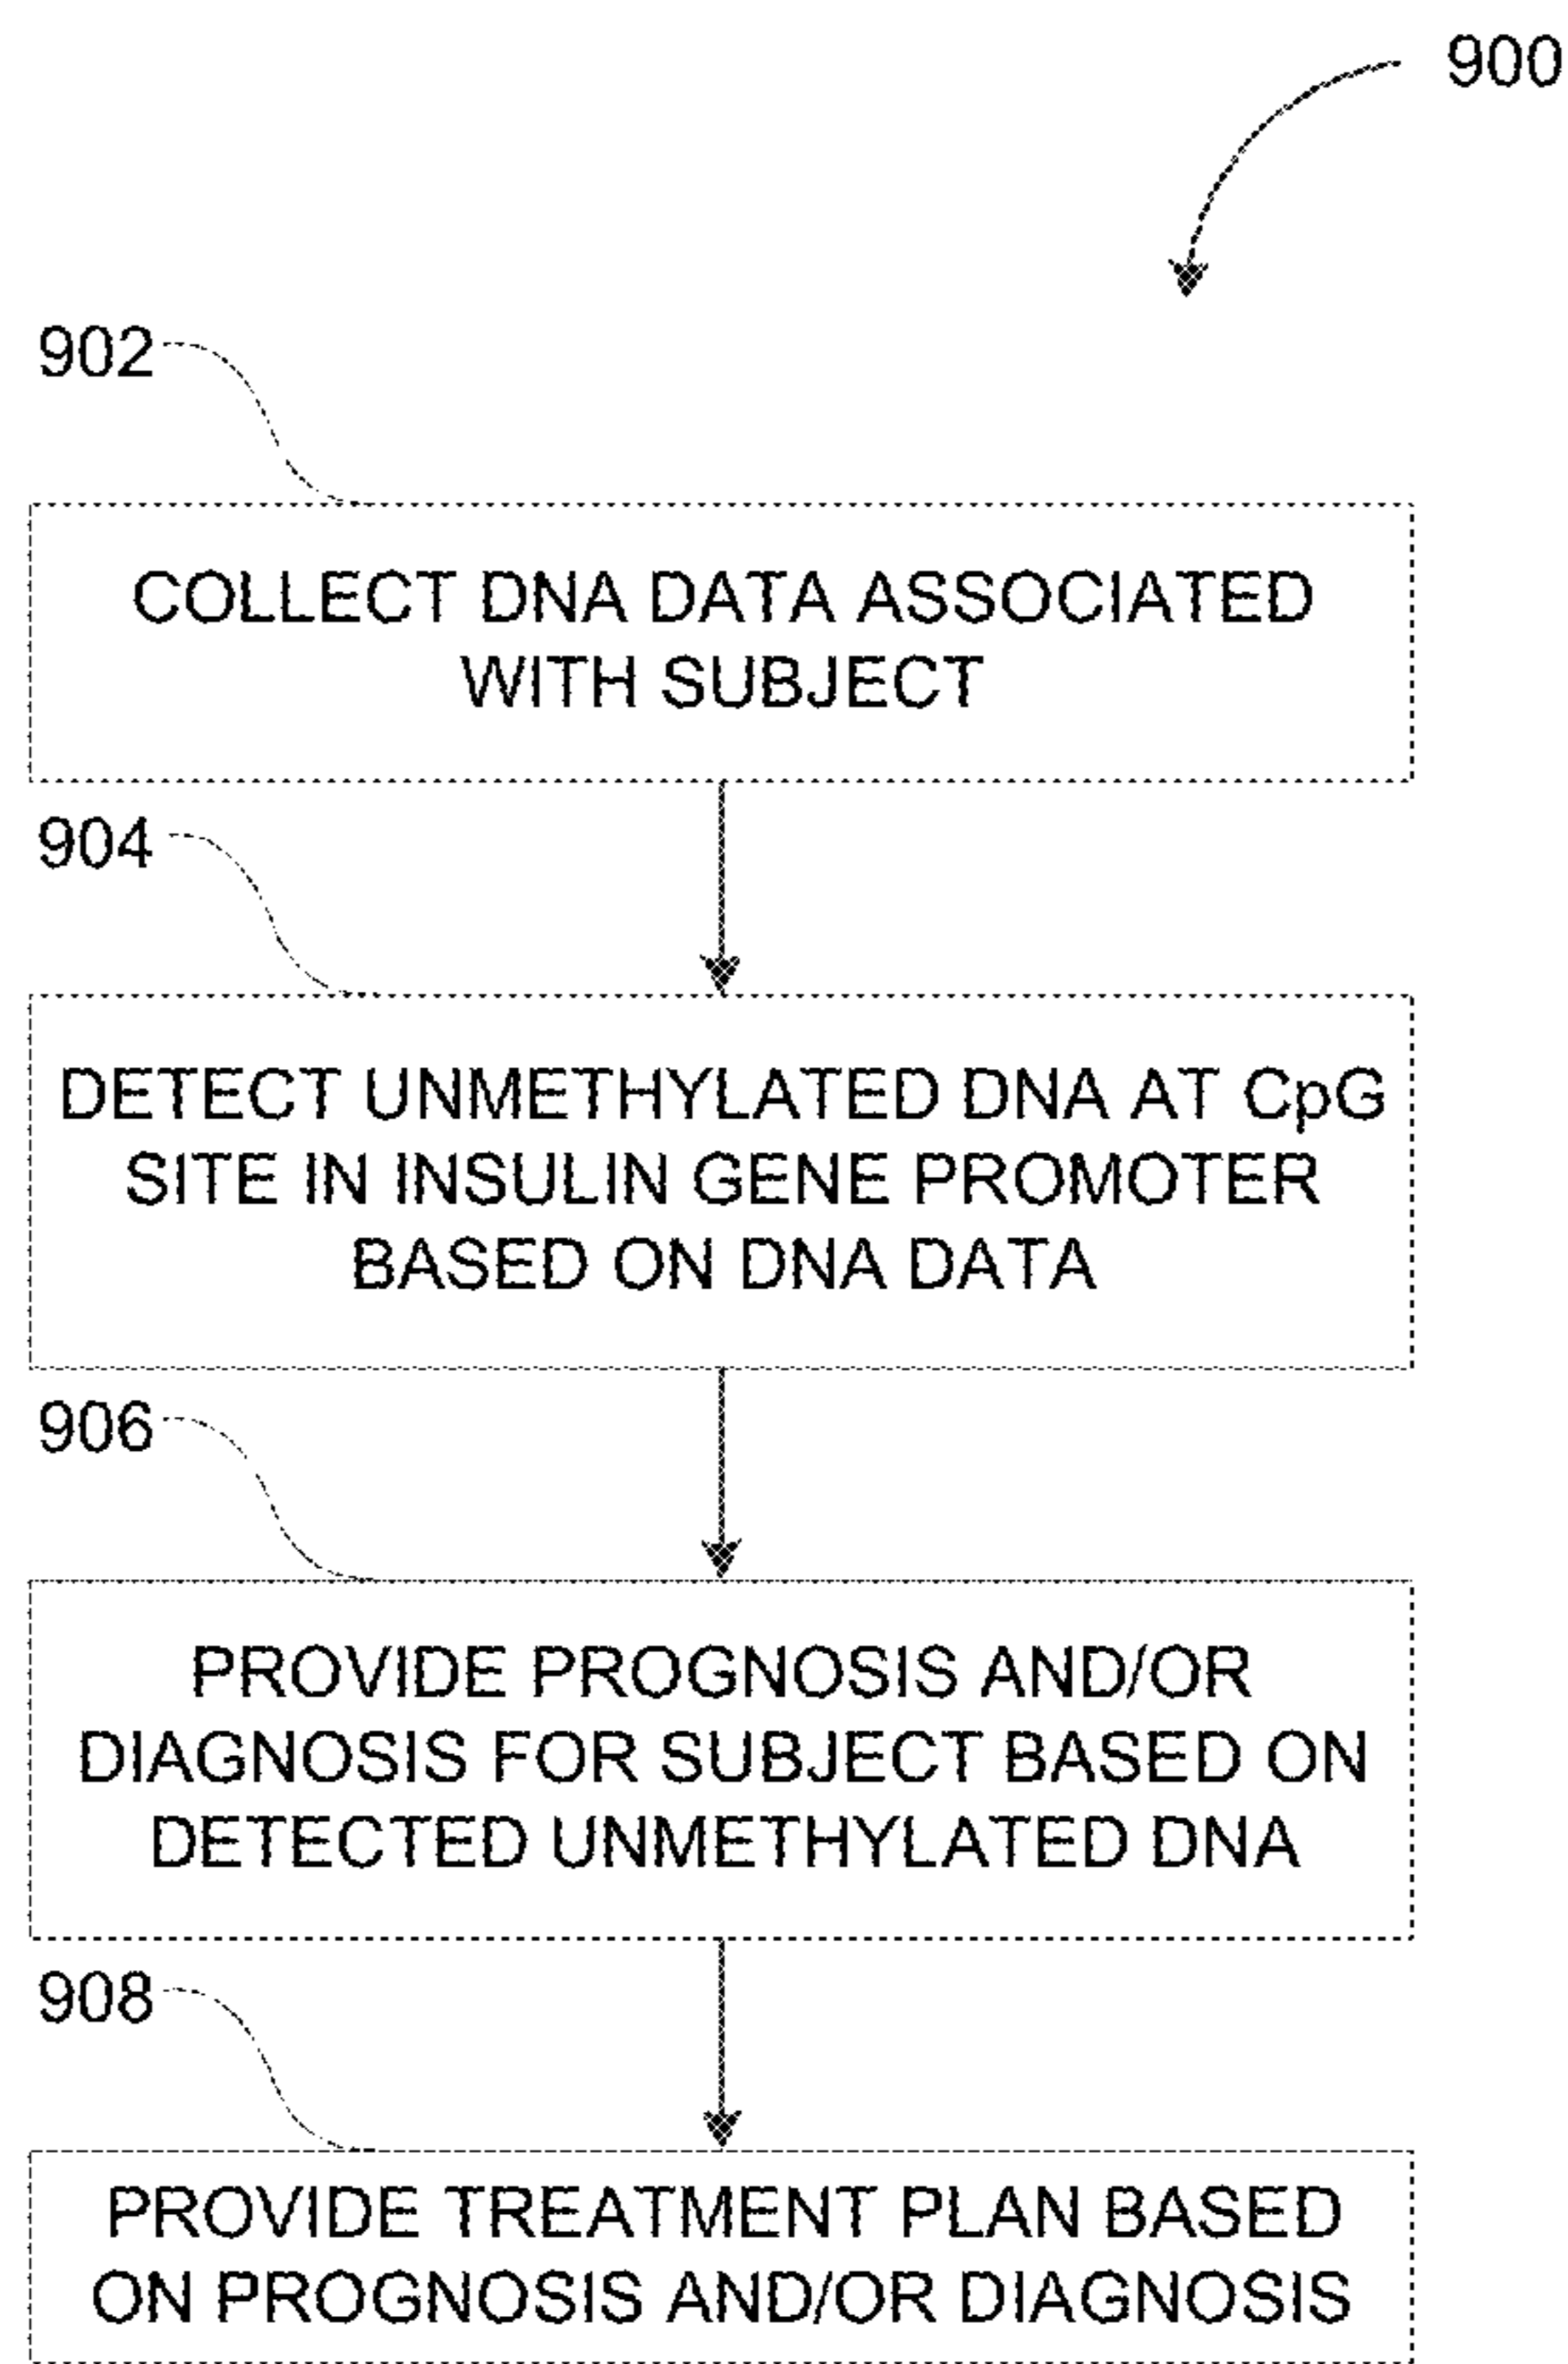 900
902
COLLECT DNA DATA ASSOCIATED
WITH SUBJECT
904
DETECT UNMETHYLATED DNA AT CpG
SITE IN INSULIN GENE PROMOTER
BASED ON DNA DATA
906
PROVIDE PROGNOSIS AND/OR
DIAGNOSIS FOR SUBJECT BASED ON
DETECTED UNMETHYLATED DNA
908
PROVIDE TREATMENT PLAN BASED
ON PROGNOSIS AND/OR DIAGNOSIS